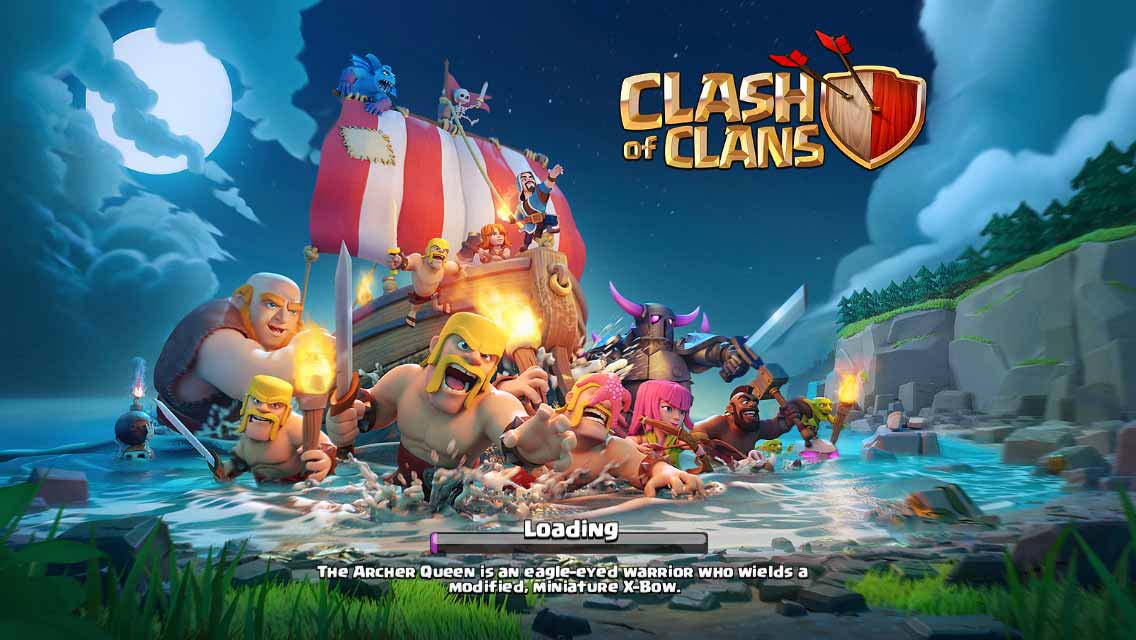 CLASH
OF CLANS
Loading
The Archer Queen is an eagle-eyed warrior who wields a
modified, miniature X-Bow.